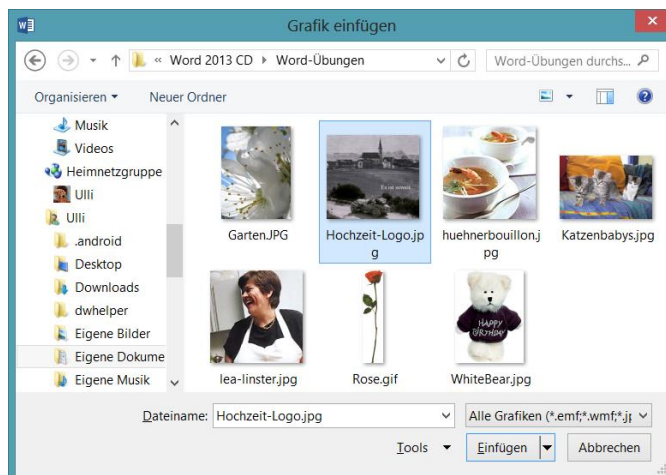 Grafik einfügen
« Word 2013 CD Word-Übungen
Word-Übungen durchs...
Organisieren
Neuer Ordner
Musik
Videos
Heimnetzgruppe
Ulli
Ulli
.android
Desktop
Downloads
dwhelper
Eigene Bilder
Eigene Dokume
Eigene Musik
Garten.JPG
Hochzeit-Logo.jp
g
huehnerbouillon.j
pg
Katzenbabys.jpg
lea-linster.jpg
Rose.gif
HAPPY
BIRTHDAY
WhiteBear.jpg
Dateiname: Hochzeit-Logo.jpg
Alle Grafiken (*.emf;*.wmf;*.jp
Tools
Einfügen
Abbrechen